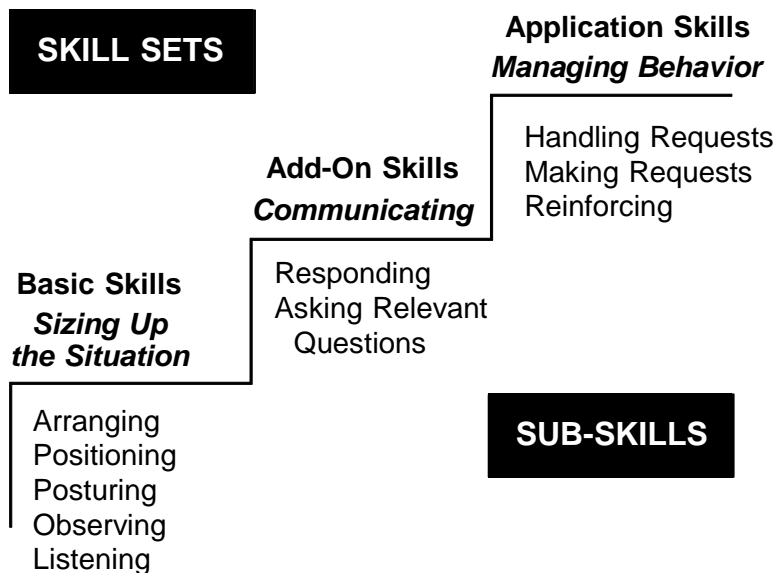 SKILL SETS
Application Skills
Managing Behavior
Handling Requests
Making Requests
Reinforcing
Add-On Skills
Communicating
Responding
Asking Relevant
Questions
Basic Skills
Sizing Up
the Situation
Arranging
Positioning
Posturing
Observing
Listening
SUB-SKILLS